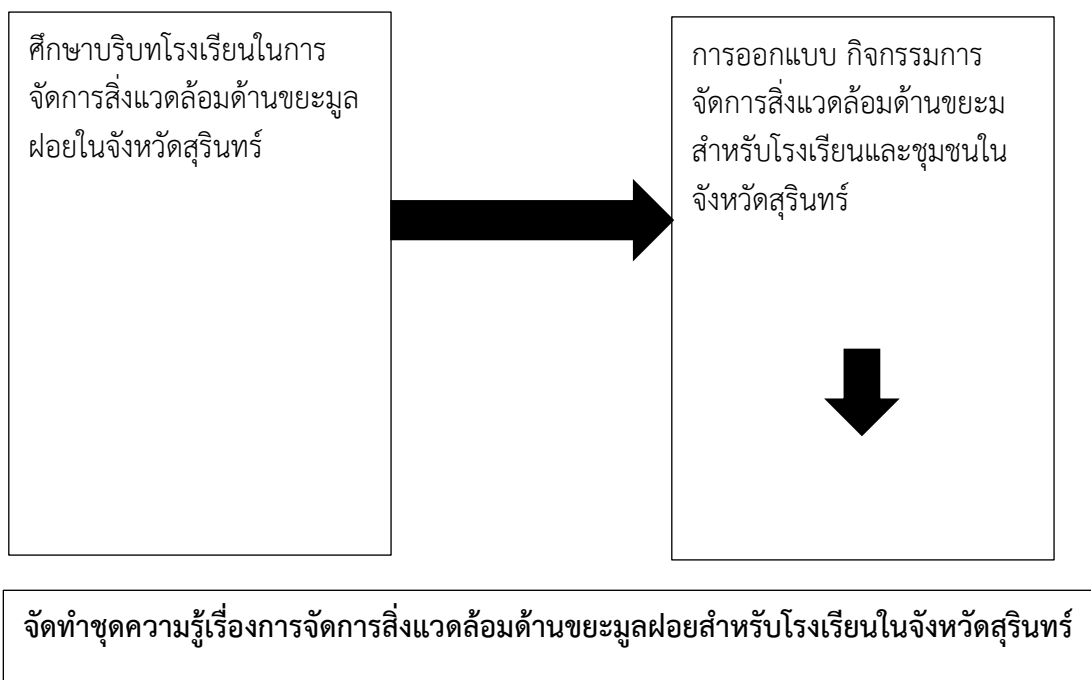 ศึกษาบริบทโรงเรียนในการ
จัดการสิ่งแวดล้อมด้านขยะมูล
ฝอยในจังหวัดสุรินทร์
การออกแบบ กิจกรรมการ
จัดการสิ่งแวดล้อมด้านขยะม
สำหรับโรงเรียนและชุมชนใน
จังหวัดสุรินทร์
จัดทำชุดความรู้เรื่องการจัดการสิ่งแวดล้อมด้านขยะมูลฝอยสำหรับโรงเรียนในจังหวัดสุรินทร์